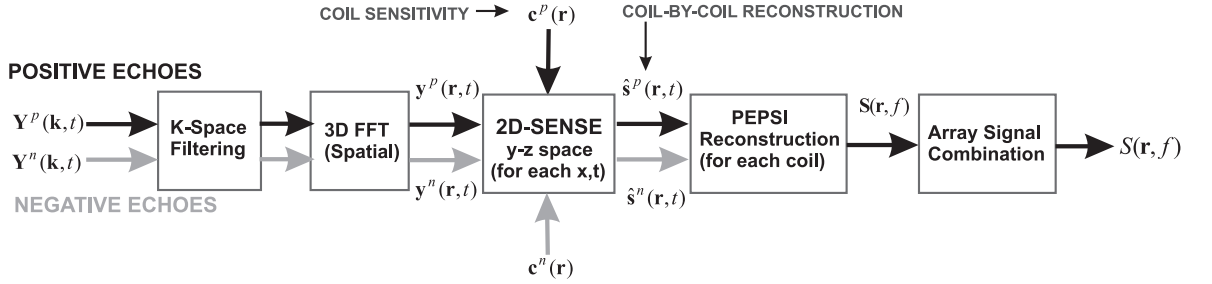 COIL SENSITIVITY
c^p(r)
COIL-BY-COIL RECONSTRUCTION
POSITIVE ECHOES
Y^p(k,t)
Y^n(k,t)
NEGATIVE ECHOES
K-Space
Filtering
3D FFT
(Spatial)
y^p(r,t)
y^n(r,t)
2D-SENSE
y-z space
(for each x,t)
c^n(r)
ŝ^p(r,t)
ŝ^n(r,t)
PEPSI
Reconstruction
(for each coil)
S(r,f)
Array Signal
Combination
S(r,f)